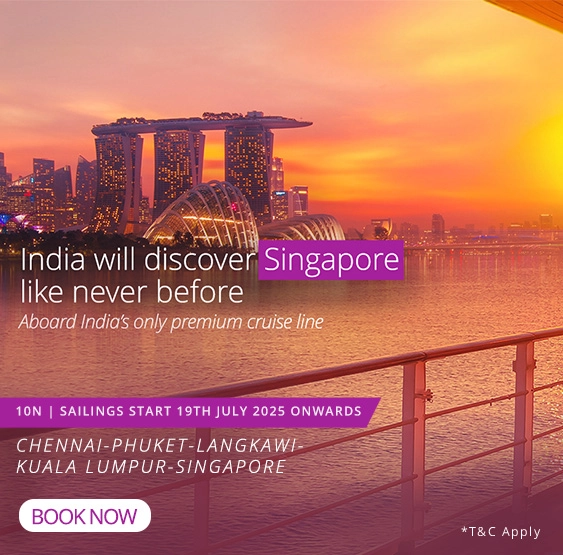 India will discover Singapore
like never before
Aboard India's only premium cruise line
10N | SAILINGS START 19TH JULY 2025 ONWARDS
CHENNAI-PHUKET-LANGKAWI-
KUALA LUMPUR-SINGAPORE
BOOK NOW
*T&C Apply